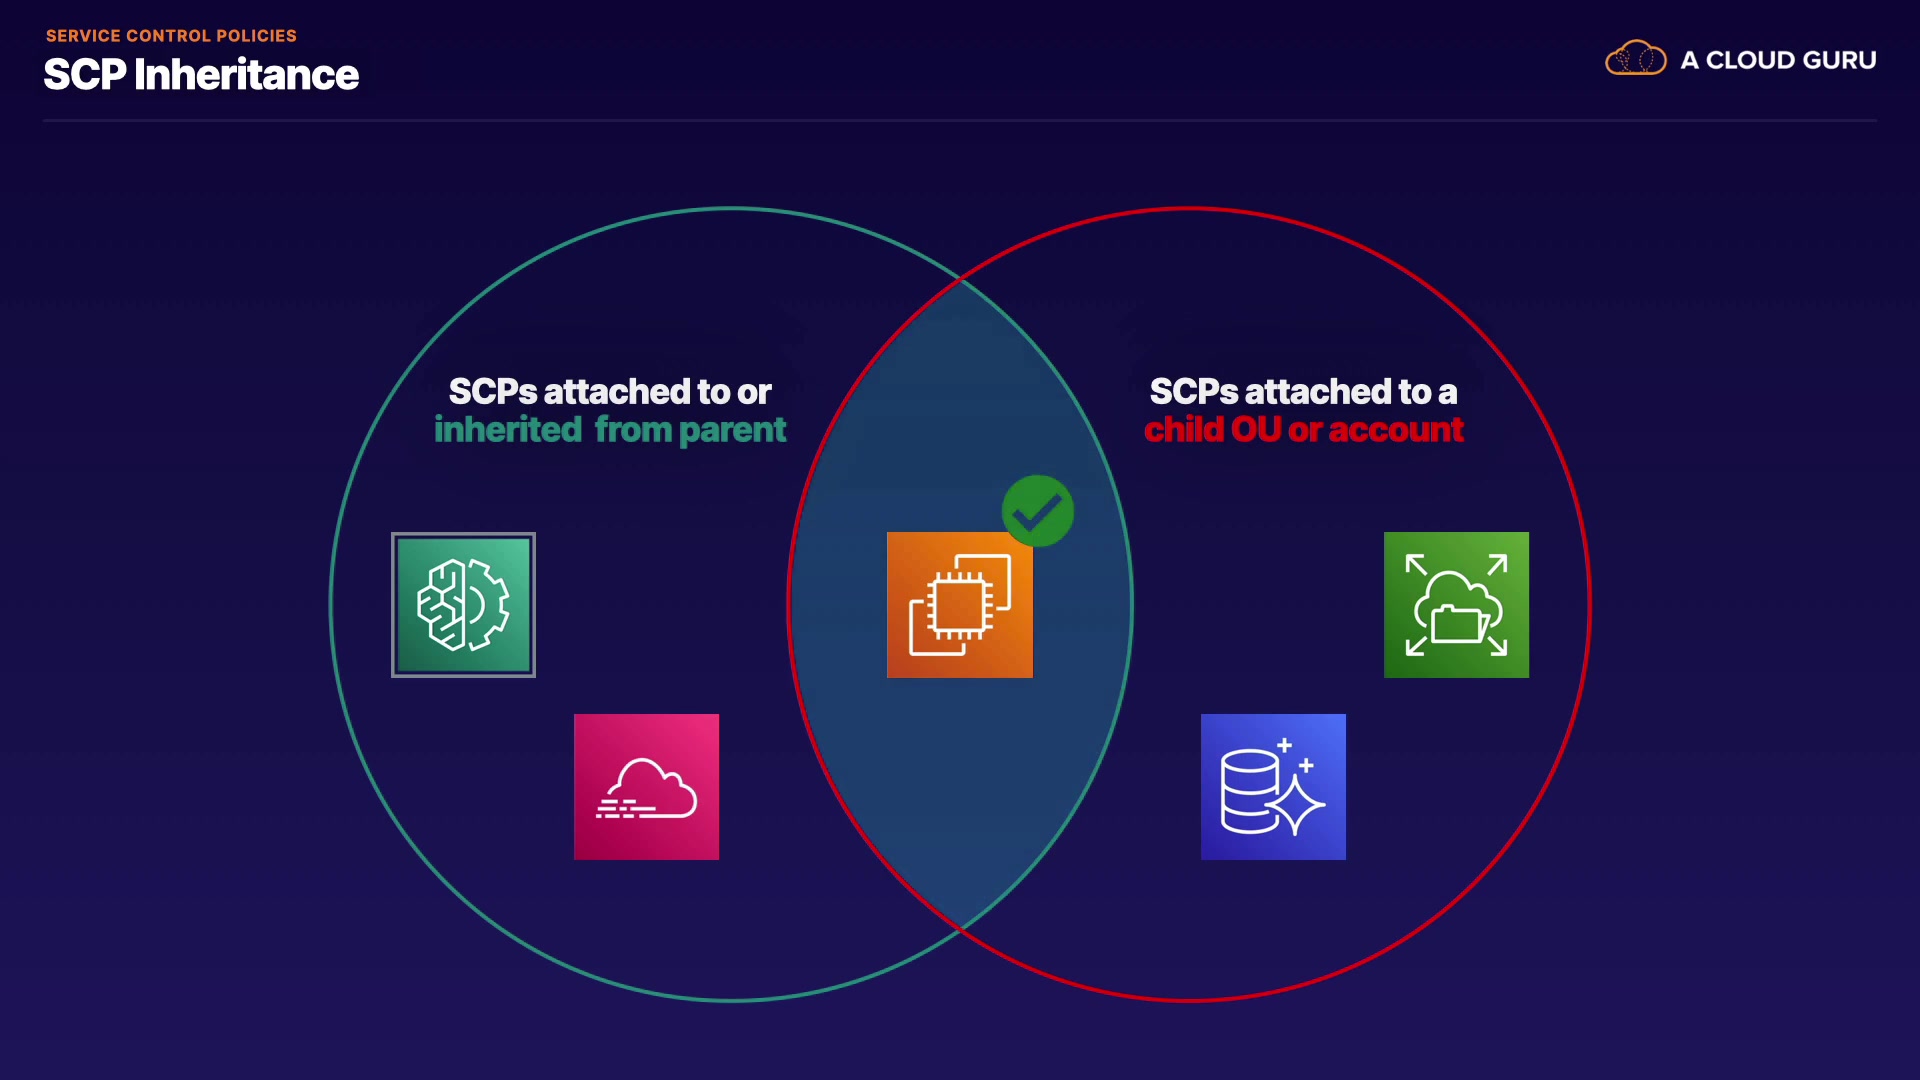 SERVICE CONTROL POLICIES
SCP Inheritance
A CLOUD GURU
SCPs attached to or
inherited from parent
SCPs attached to a
child OU or account